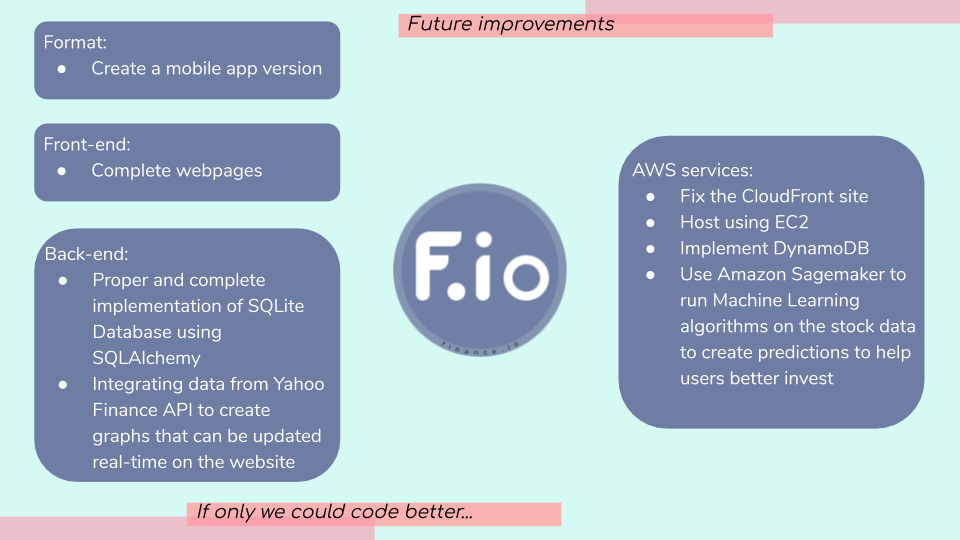 Future improvements
Format:
● Create a mobile app version
Front-end:
● Complete webpages
Back-end:
● Proper and complete
implementation of SQLite
Database using
SQLAlchemy
● Integrating data from Yahoo
Finance API to create
graphs that can be updated
real-time on the website
F.io
finance.io
AWS services:
● Fix the CloudFront site
● Host using EC2
● Implement DynamoDB
● Use Amazon Sagemaker to
run Machine Learning
algorithms on the stock data
to create predictions to help
users better invest
If only we could code better...